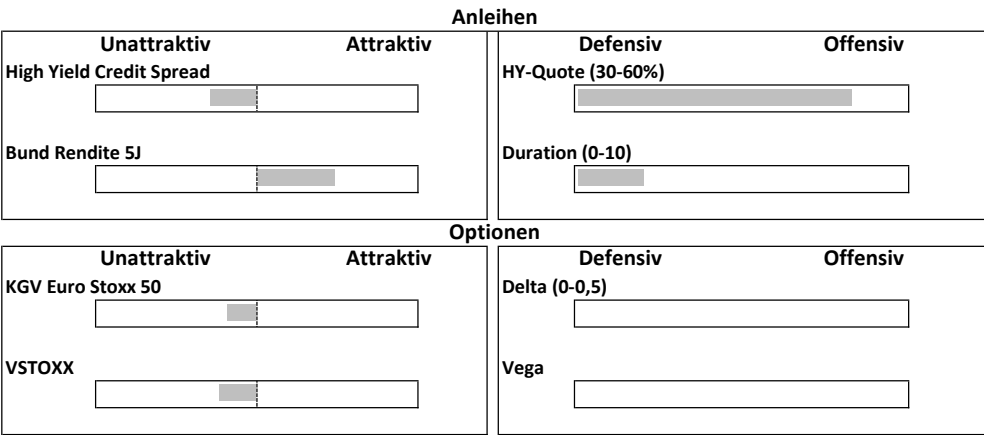 Anleihen
Unattraktiv Attraktiv
High Yield Credit Spread
Bund Rendite 5J
Defensiv Offensiv
HY-Quote (30-60%)
Duration (0-10)
Optionen
Unattraktiv Attraktiv
KGV Euro Stoxx 50
VSTOXX
Defensiv Offensiv
Delta (0-0,5)
Vega